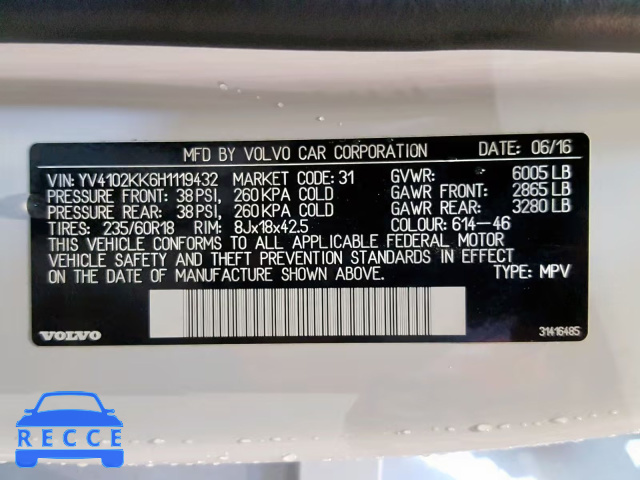 MFD BY VOLVO CAR CORPORATION DATE: 06/16
VIN: YV4102KK6H1119432 MARKET CODE: 31 GVWR: 6005 LB
PRESSURE FRONT: 38 PSI, 260 KPA COLD GAWR FRONT: 2865 LB
PRESSURE REAR: 38 PSI, 260 KPA COLD GAWR REAR: 3280 LB
TIRES: 235/60R18 RIM: 8Jx18x42.5 COLOUR: 614-46
THIS VEHICLE CONFORMS TO ALL APPLICABLE FEDERAL MOTOR
VEHICLE SAFETY AND THEFT PREVENTION STANDARDS IN EFFECT
ON THE DATE OF MANUFACTURE SHOWN ABOVE. TYPE: MPV
VOLVO 31416485
RECCE